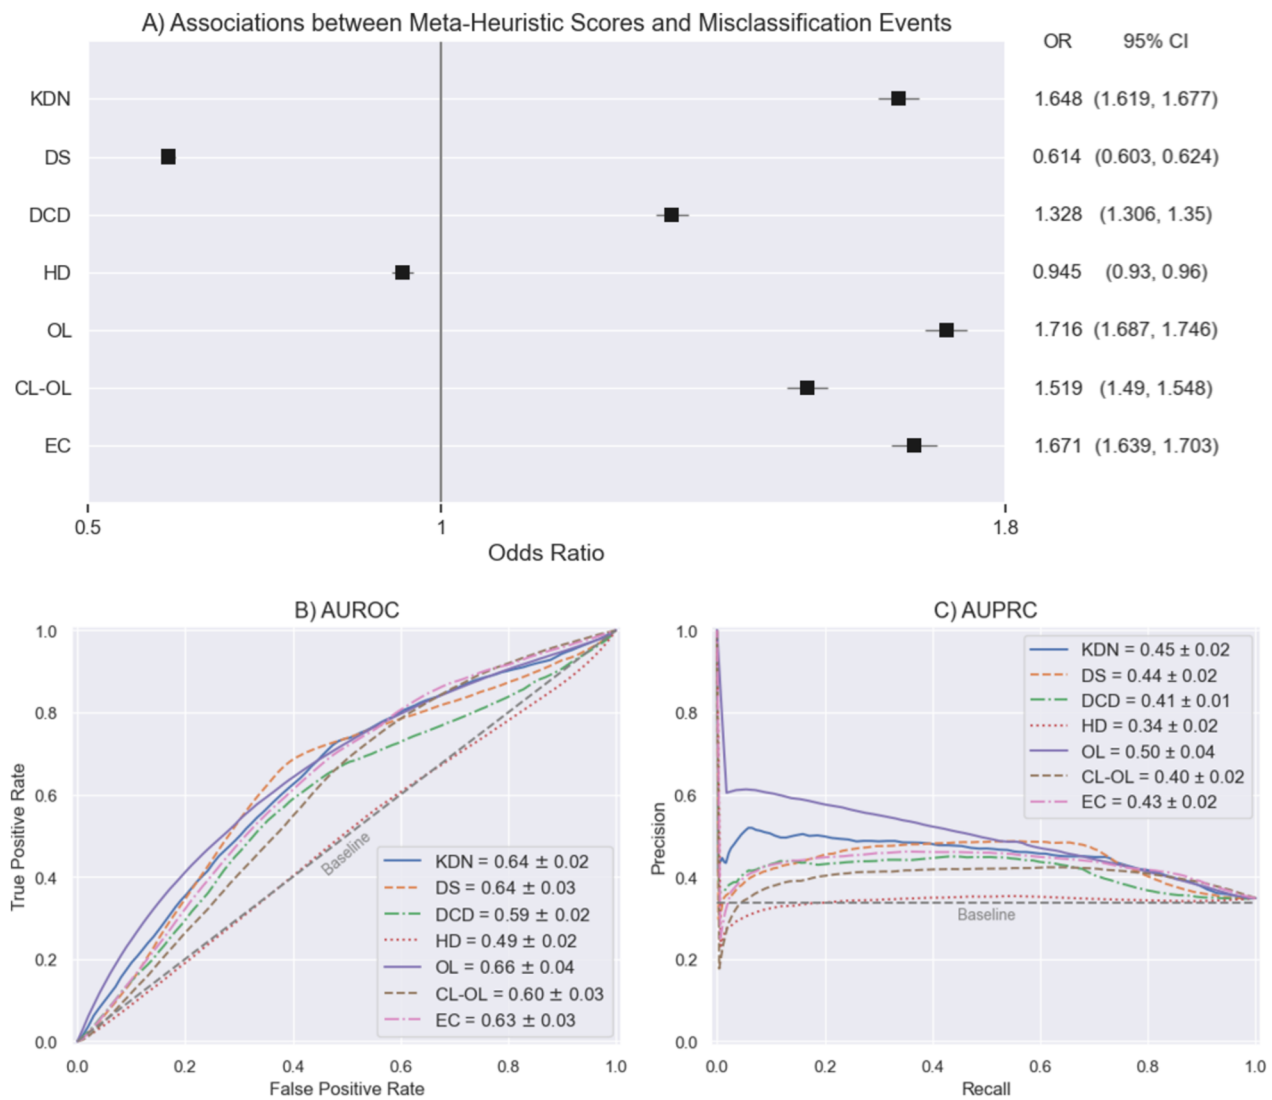 A) Associations between Meta-Heuristic Scores and Misclassification Events
OR 95% CI
KDN 1.648 (1.619, 1.677)
DS 0.614 (0.603, 0.624)
DCD 1.328 (1.306, 1.35)
HD 0.945 (0.93, 0.96)
OL 1.716 (1.687, 1.746)
CL-OL 1.519 (1.49, 1.548)
EC 1.671 (1.639, 1.703)
0.5 1 1.8
Odds Ratio
B) AUROC
1.0
0.8
0.6
0.4
0.2
0.0
True Positive Rate
Baseline
KDN = 0.64 ± 0.02
DS = 0.64 ± 0.03
DCD = 0.59 ± 0.02
HD = 0.49 ± 0.02
OL = 0.66 ± 0.04
CL-OL = 0.60 ± 0.03
EC = 0.63 ± 0.03
0.0 0.2 0.4 0.6 0.8 1.0
False Positive Rate
C) AUPRC
1.0
0.8
0.6
0.4
0.2
0.0
Precision
KDN = 0.45 ± 0.02
DS = 0.44 ± 0.02
DCD = 0.41 ± 0.01
HD = 0.34 ± 0.02
OL = 0.50 ± 0.04
CL-OL = 0.40 ± 0.02
EC = 0.43 ± 0.02
Baseline
0.0 0.2 0.4 0.6 0.8 1.0
Recall